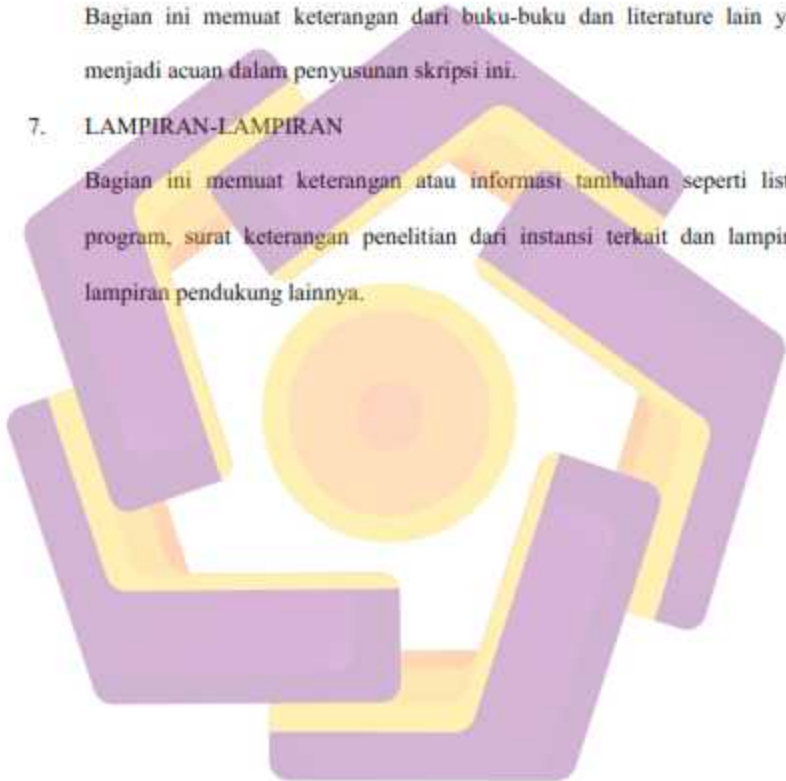 Bagian ini memuat keterangan dari buku-buku dan literature lain y
menjadi acuan dalam penyusunan skripsi ini.
7. LAMPIRAN-LAMPIRAN
Bagian ini memuat keterangan atau informasi tambahan seperti list
program, surat keterangan penelitian dari instansi terkait dan lampir
lampiran pendukung lainnya.